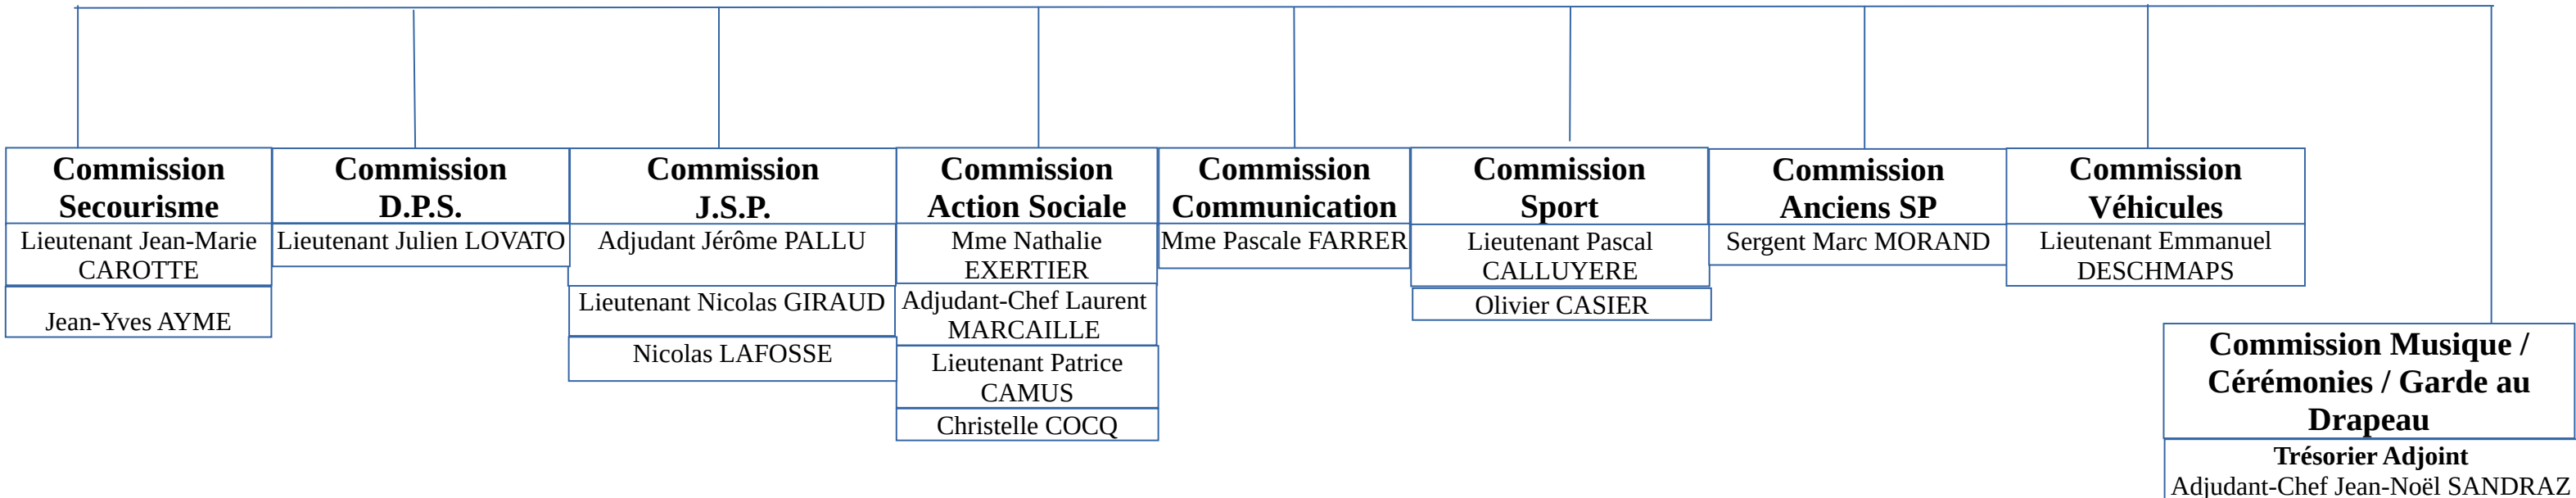 Commission
Secourisme
Lieutenant Jean-Marie
CAROTTE
Jean-Yves AYME
Commission
D.P.S.
Lieutenant Julien LOVATO
Commission
J.S.P.
Adjudant Jérôme PALLU
Lieutenant Nicolas GIRAUD
Nicolas LAFOSSE
Commission
Action Sociale
Mme Nathalie
EXERTIER
Adjudant-Chef Laurent
MARCAILLE
Lieutenant Patrice
CAMUS
Christelle COCQ
Commission
Communication
Mme Pascale FARRER
Commission
Sport
Lieutenant Pascal
CALLUYERE
Olivier CASIER
Commission
Anciens SP
Sergent Marc MORAND
Commission
Véhicules
Lieutenant Emmanuel
DESCHMAPS
Commission Musique /
Cérémonies / Garde au
Drapeau
Trésorier Adjoint
Adjudant-Chef Jean-Noël SANDRAZ